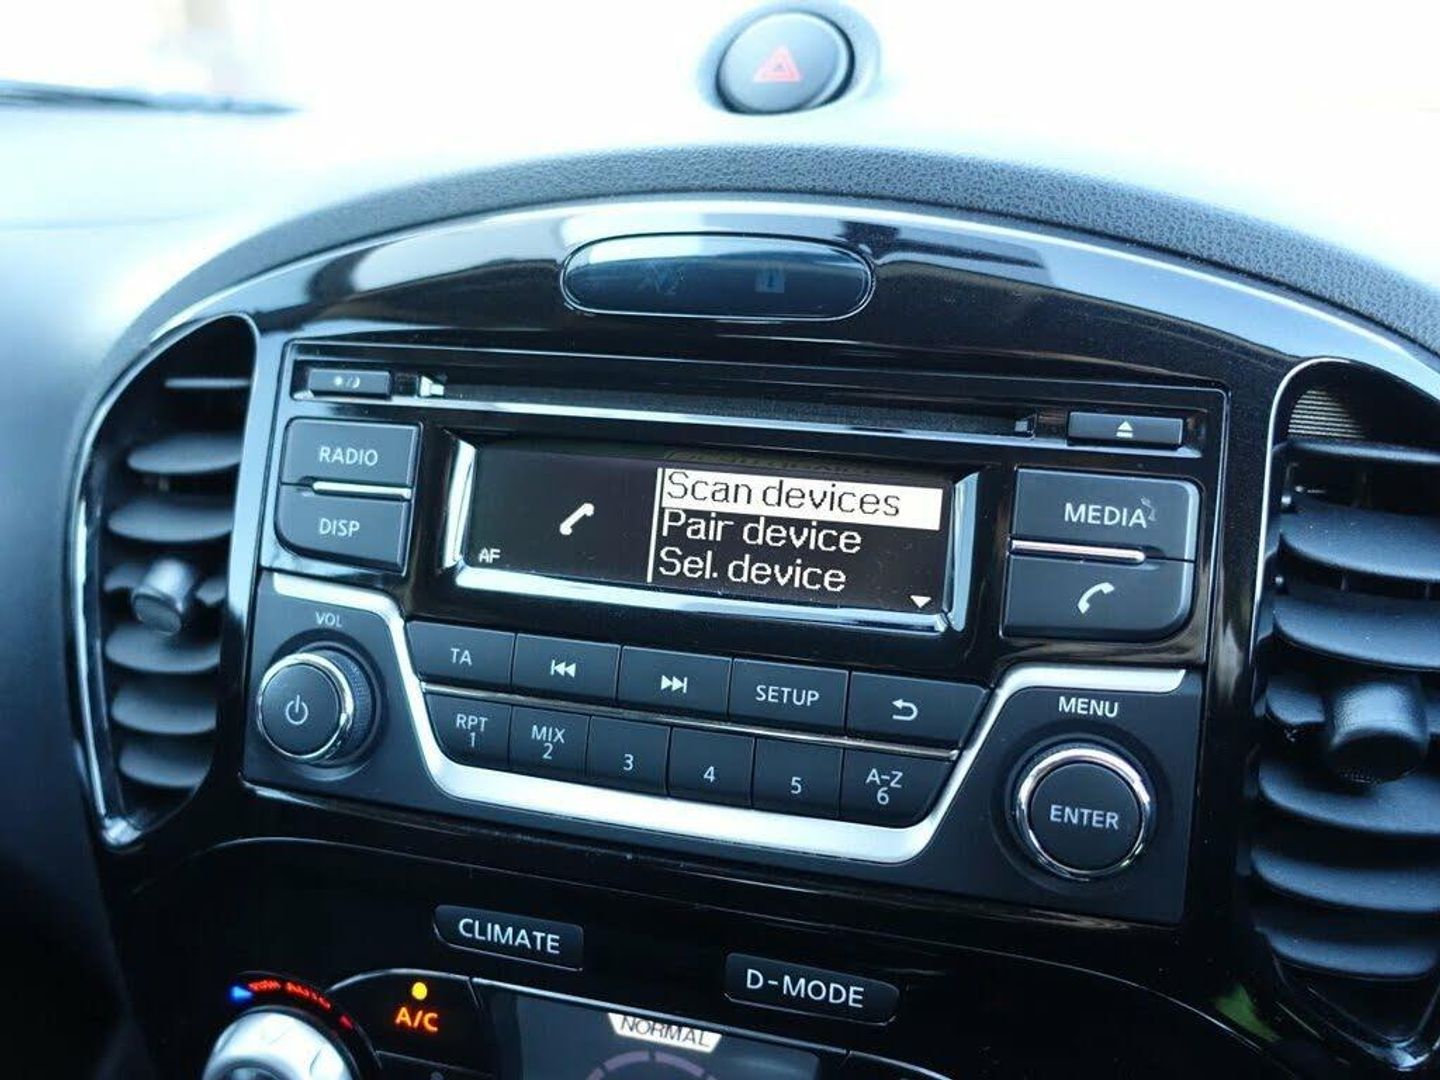 RADIO
DISP
AF
Scan devices
Pair device
Sel. device
MEDIA
VOL
TA
SETUP
MENU
RPT
1
MIX
2
3
4
5
A-Z
6
ENTER
CLIMATE
D-MODE
A/C
NORMAL